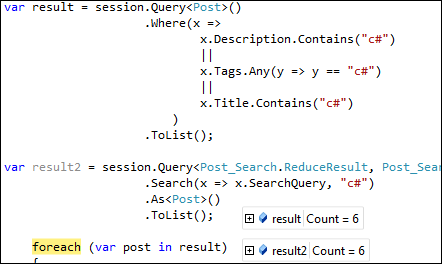 var result = session.Query<Post>()
.Where(x =>
x.Description.Contains("c#")
||
x.Tags.Any(y => y == "c#")
||
x.Title.Contains("c#")
)
.ToList();
var result2 = session.Query<Post_Search.ReduceResult, Post_Sea
.Search(x => x.SearchQuery, "c#")
.As<Post>()
.ToList();
result Count = 6
foreach (var post in result)
result2 Count = 6
{